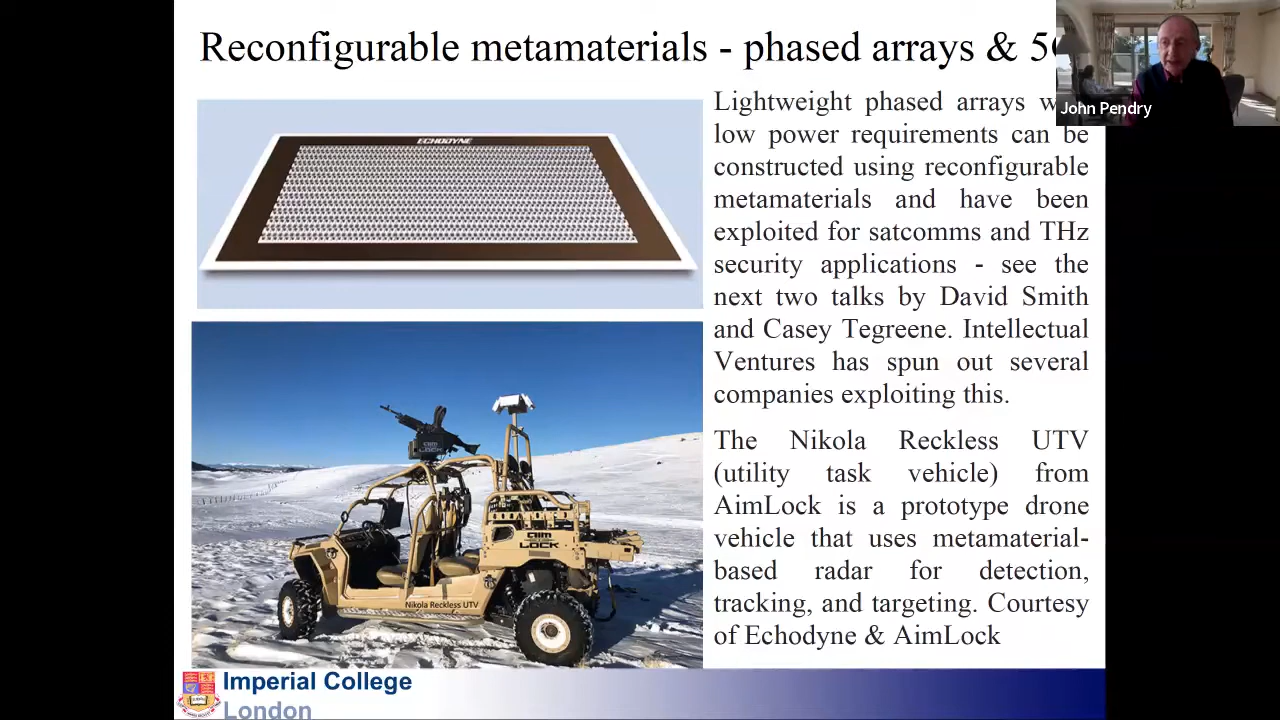 Reconfigurable metamaterials - phased arrays & 5
John Pendry
ECHODYNE
Lightweight phased arrays
low power requirements can be
constructed using reconfigurable
metamaterials and have been
exploited for satcomms and THz
security applications - see the
next two talks by David Smith
and Casey Tegreene. Intellectual
Ventures has spun out several
companies exploiting this.
The Nikola Reckless UTV
(utility task vehicle) from
AimLock is a prototype drone
vehicle that uses metamaterial-
based radar for detection,
tracking, and targeting. Courtesy
of Echodyne & AimLock
AIM
LOCK
AIM
LOCK
Nikola Reckless UTV
Imperial College
London